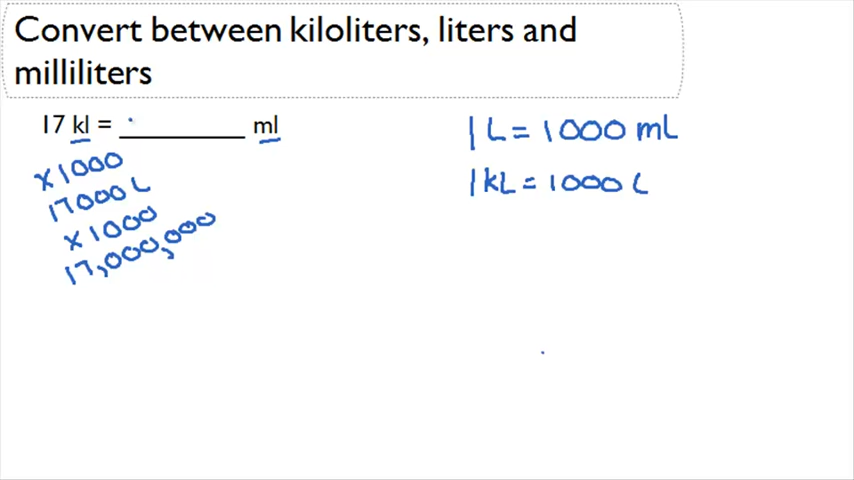 Convert between kiloliters, liters and
milliliters
17 kl = __________ ml
x1000
17000 L
x1000
17,000,000
1 L = 1000 mL
1 kL = 1000 L